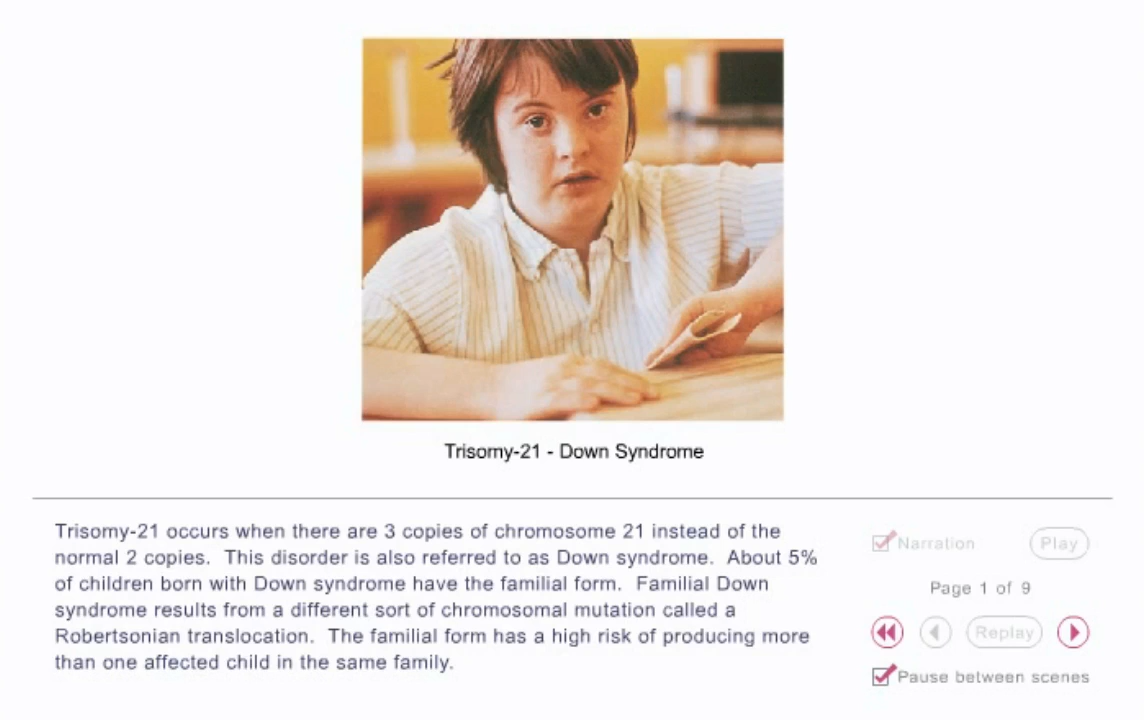 Trisomy-21 - Down Syndrome
Trisomy-21 occurs when there are 3 copies of chromosome 21 instead of the
normal 2 copies.  This disorder is also referred to as Down syndrome.  About 5%
of children born with Down syndrome have the familial form.  Familial Down
syndrome results from a different sort of chromosomal mutation called a
Robertsonian translocation.  The familial form has a high risk of producing more
than one affected child in the same family.
Narration Play
Page 1 of 9
Replay
Pause between scenes